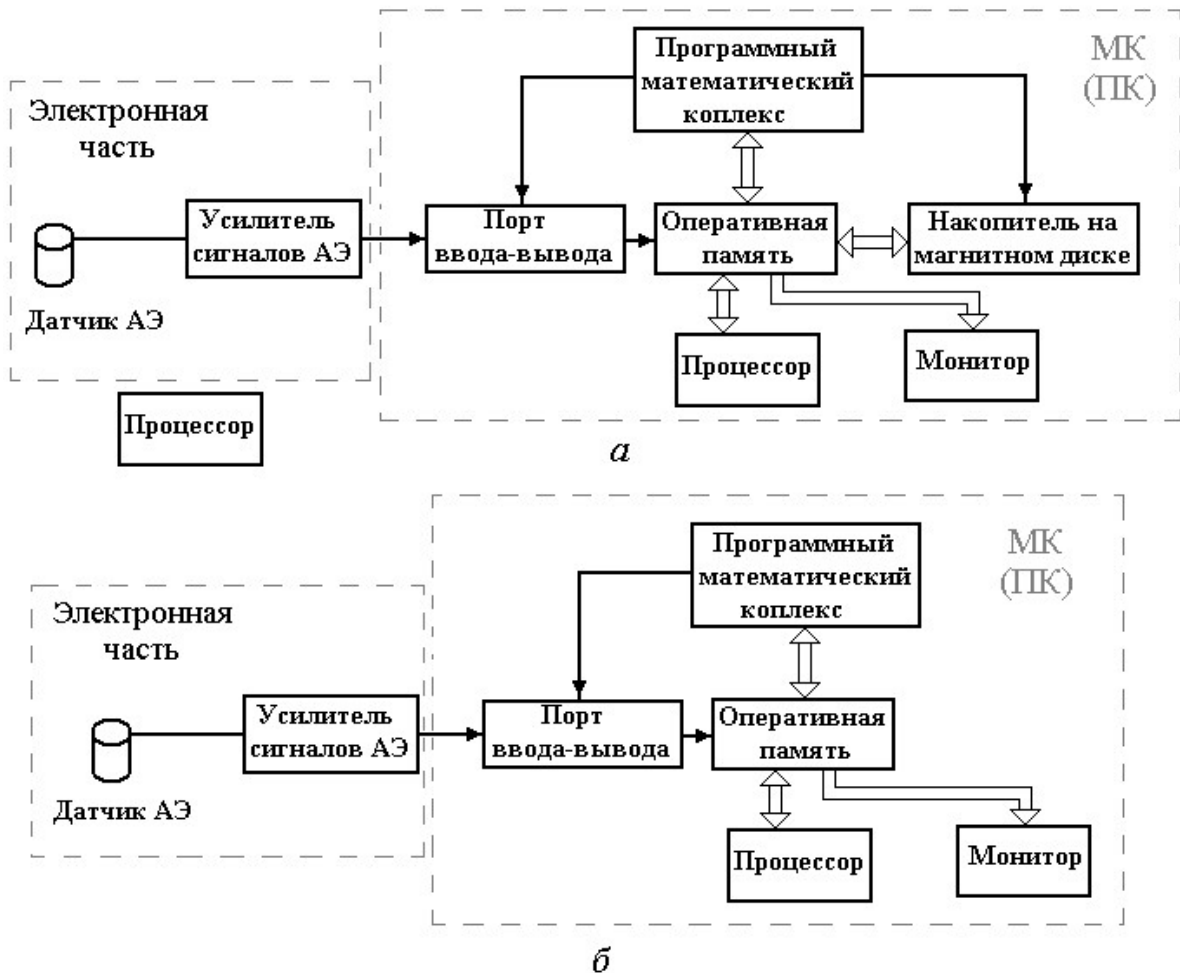 Программный
математический
коплекс
МК
(ПК)
Электронная
часть
Усилитель
сигналов АЭ
Порт
ввода-вывода
Оперативная
память
Накопитель на
магнитном диске
Датчик АЭ
Процессор
Монитор
Процессор
а
Программный
математический
коплекс
МК
(ПК)
Электронная
часть
Усилитель
сигналов АЭ
Порт
ввода-вывода
Оперативная
память
Датчик АЭ
Процессор
Монитор
б